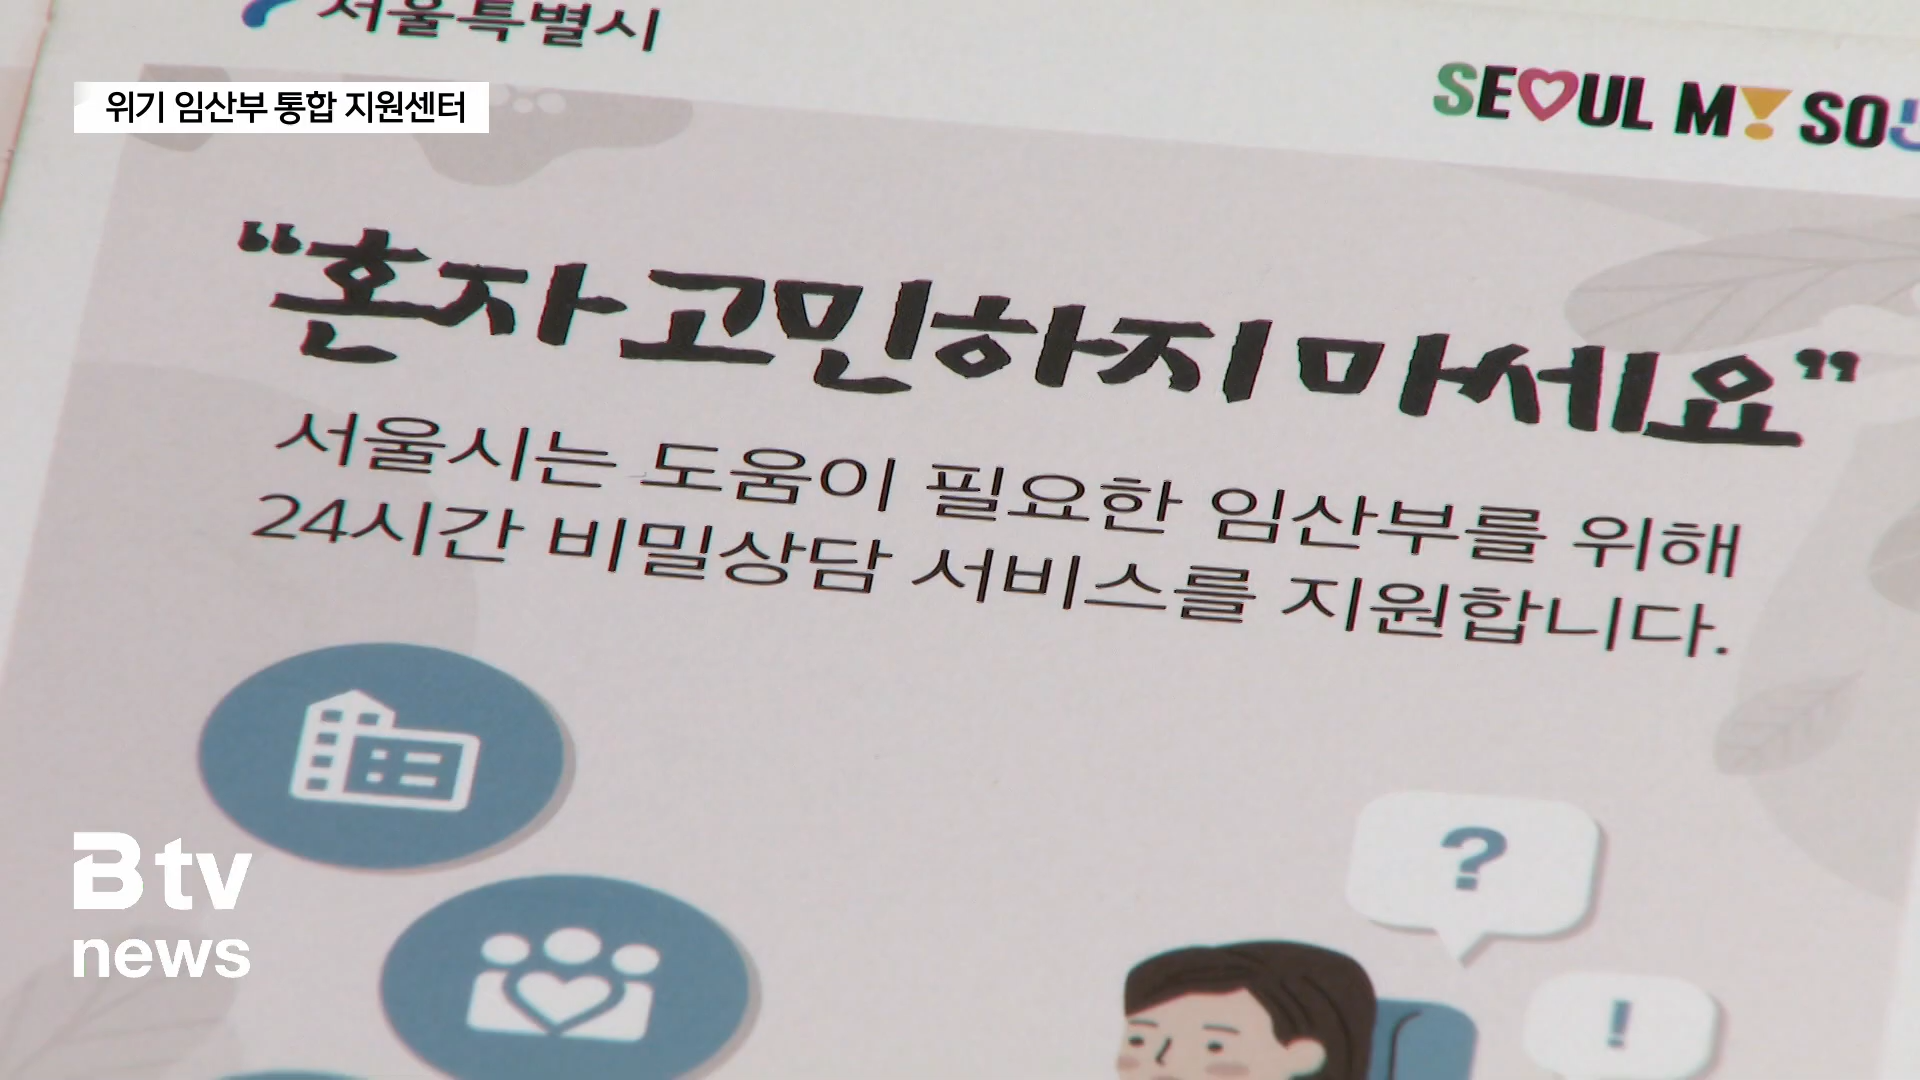 서울특별시
SEOUL MY SOU
위기 임산부 통합 지원센터
“혼자 고민하지 마세요”
서울시는 도움이 필요한 임산부를 위해
24시간 비밀상담 서비스를 지원합니다.
?
!
B tv
news